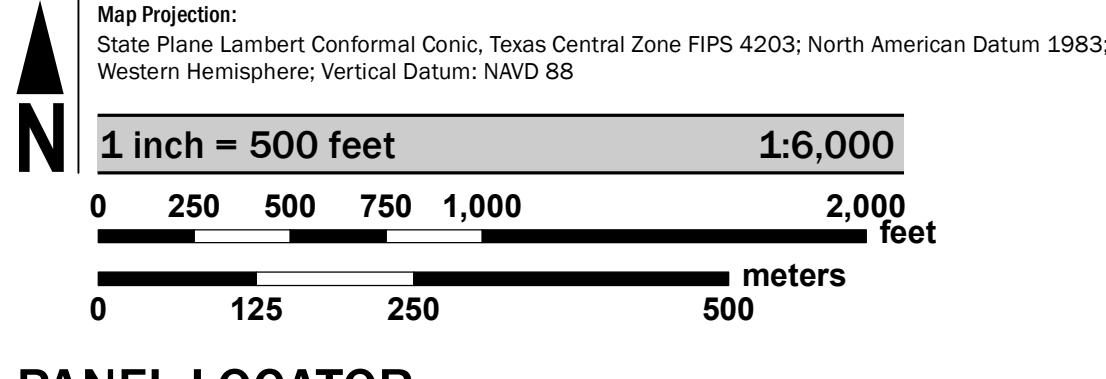 Map Projection:
State Plane Lambert Conformal Conic, Texas Central Zone FIPS 4203; North American Datum 1983;
Western Hemisphere; Vertical Datum: NAVD 88
N
1 inch = 500 feet 1:6,000
0 250 500 750 1,000 2,000
feet
meters
0 125 250 500
PANEL LOCATOR